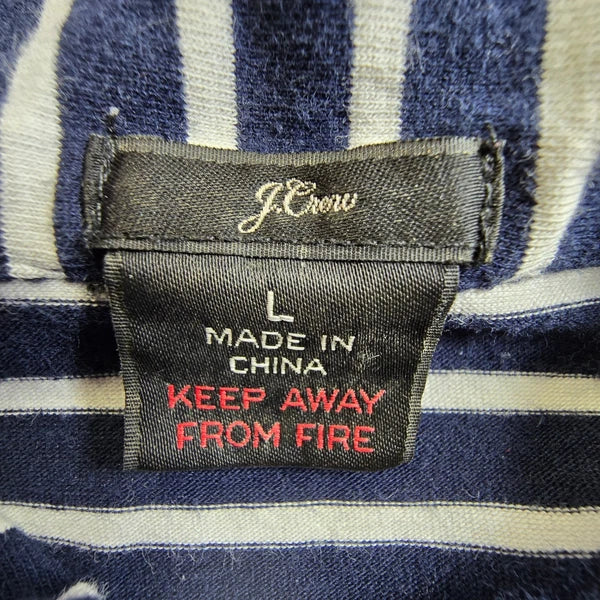 J.Crew
L
MADE IN
CHINA
KEEP AWAY
FROM FIRE